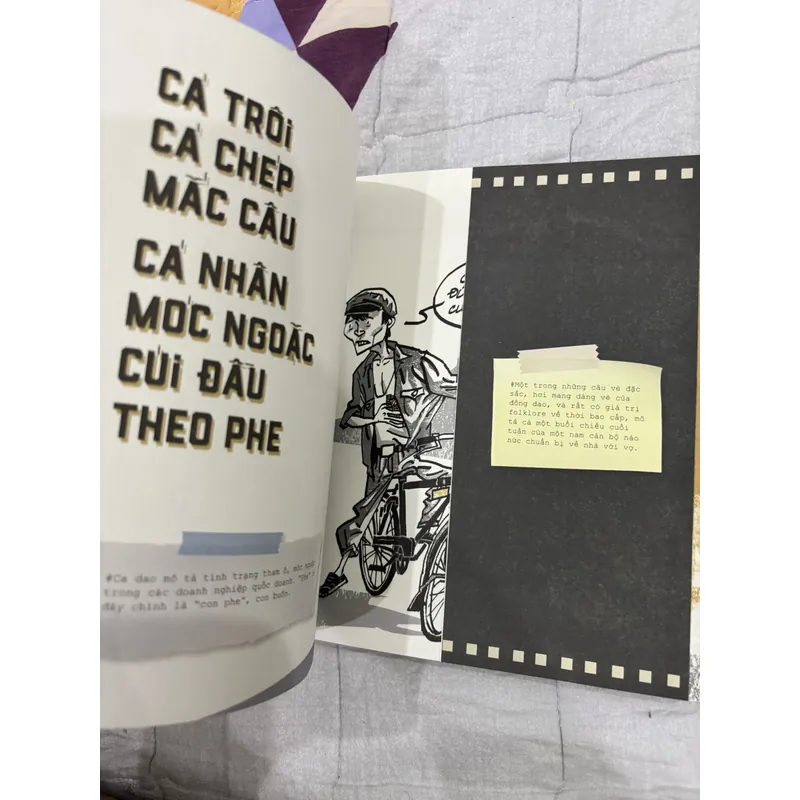 CÁ TRÔI
CÁ CHÉP
MẮC CÂU
CÁ NHÂN
MÓC NGOẶC
CÚI ĐẦU
THEO PHE
#Ca dao mô tả tình trạng tham ô, móc ngoặc
trong các doanh nghiệp quốc doanh. "Phe" ở
đây chính là "con phe", con buôn.
#Một trong những câu vè đặc
sắc, hơi mang dáng vẻ của
đồng dao, và rất có giá trị
folklore về thời bao cấp, mô
tả cả một buổi chiều cuối
tuần của một nam cán bộ náo
nức chuẩn bị về nhà với vợ.